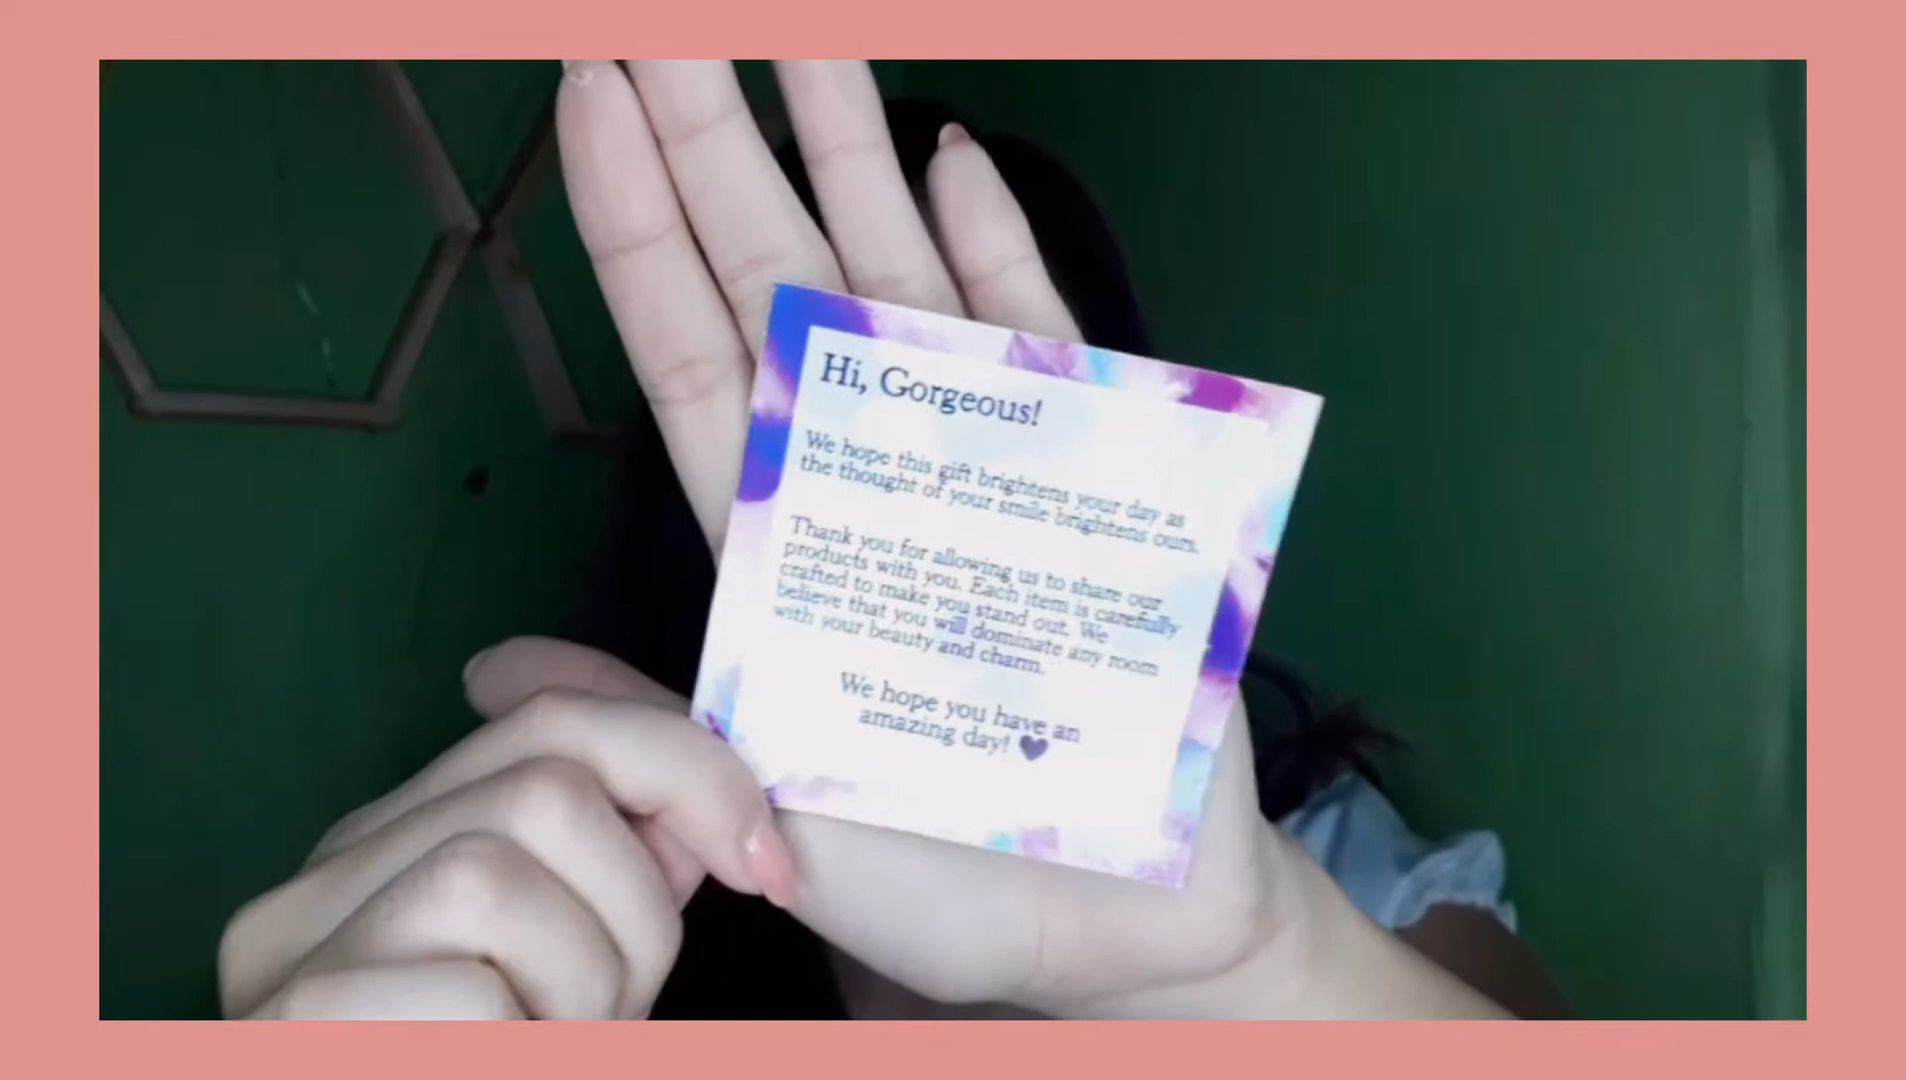 Hi, Gorgeous!
We hope this gift brightens your day as
the thought of your smile brightens ours.
Thank you for allowing us to share our
products with you. Each item is carefully
crafted to make you stand out. We
believe that you will dominate any room
with your beauty and charm.
We hope you have an
amazing day! 🖤